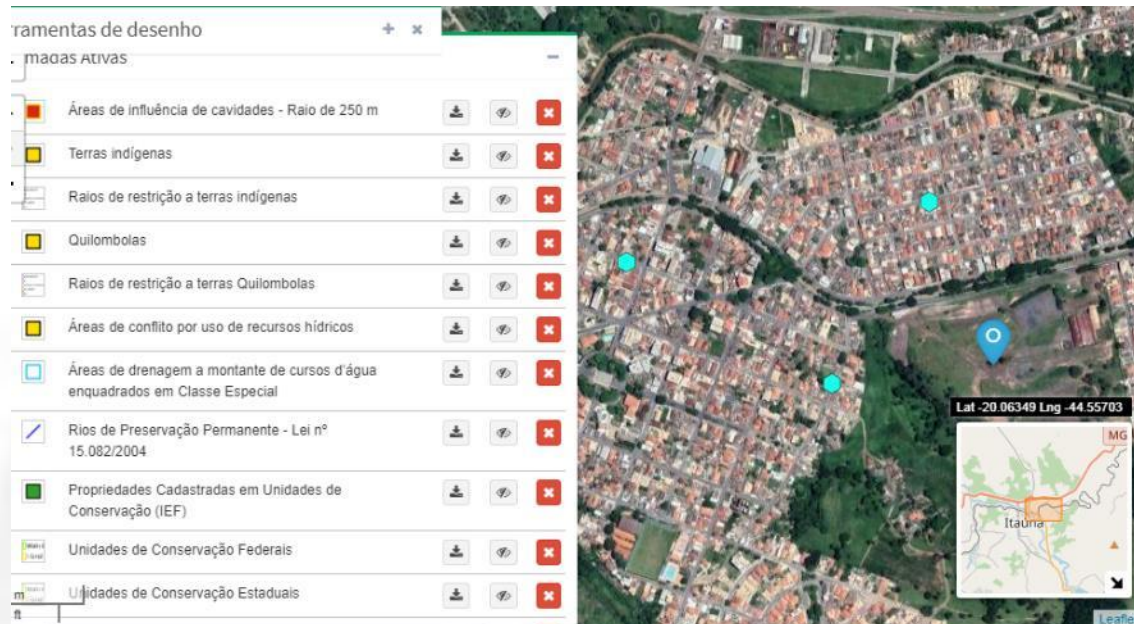 ramentas de desenho
madas Ativas
Áreas de influência de cavidades - Raio de 250 m
Terras indígenas
Raios de restrição a terras indígenas
Quilombolas
Raios de restrição a terras Quilombolas
Áreas de conflito por uso de recursos hídricos
Áreas de drenagem a montante de cursos d'água
enquadrados em Classe Especial
Rios de Preservação Permanente - Lei nº
15.082/2004
Propriedades Cadastradas em Unidades de
Conservação (IEF)
Unidades de Conservação Federais
Unidades de Conservação Estaduais
m
ft
Lat -20.06349 Lng -44.55703
MG
Itaúna
Leafle